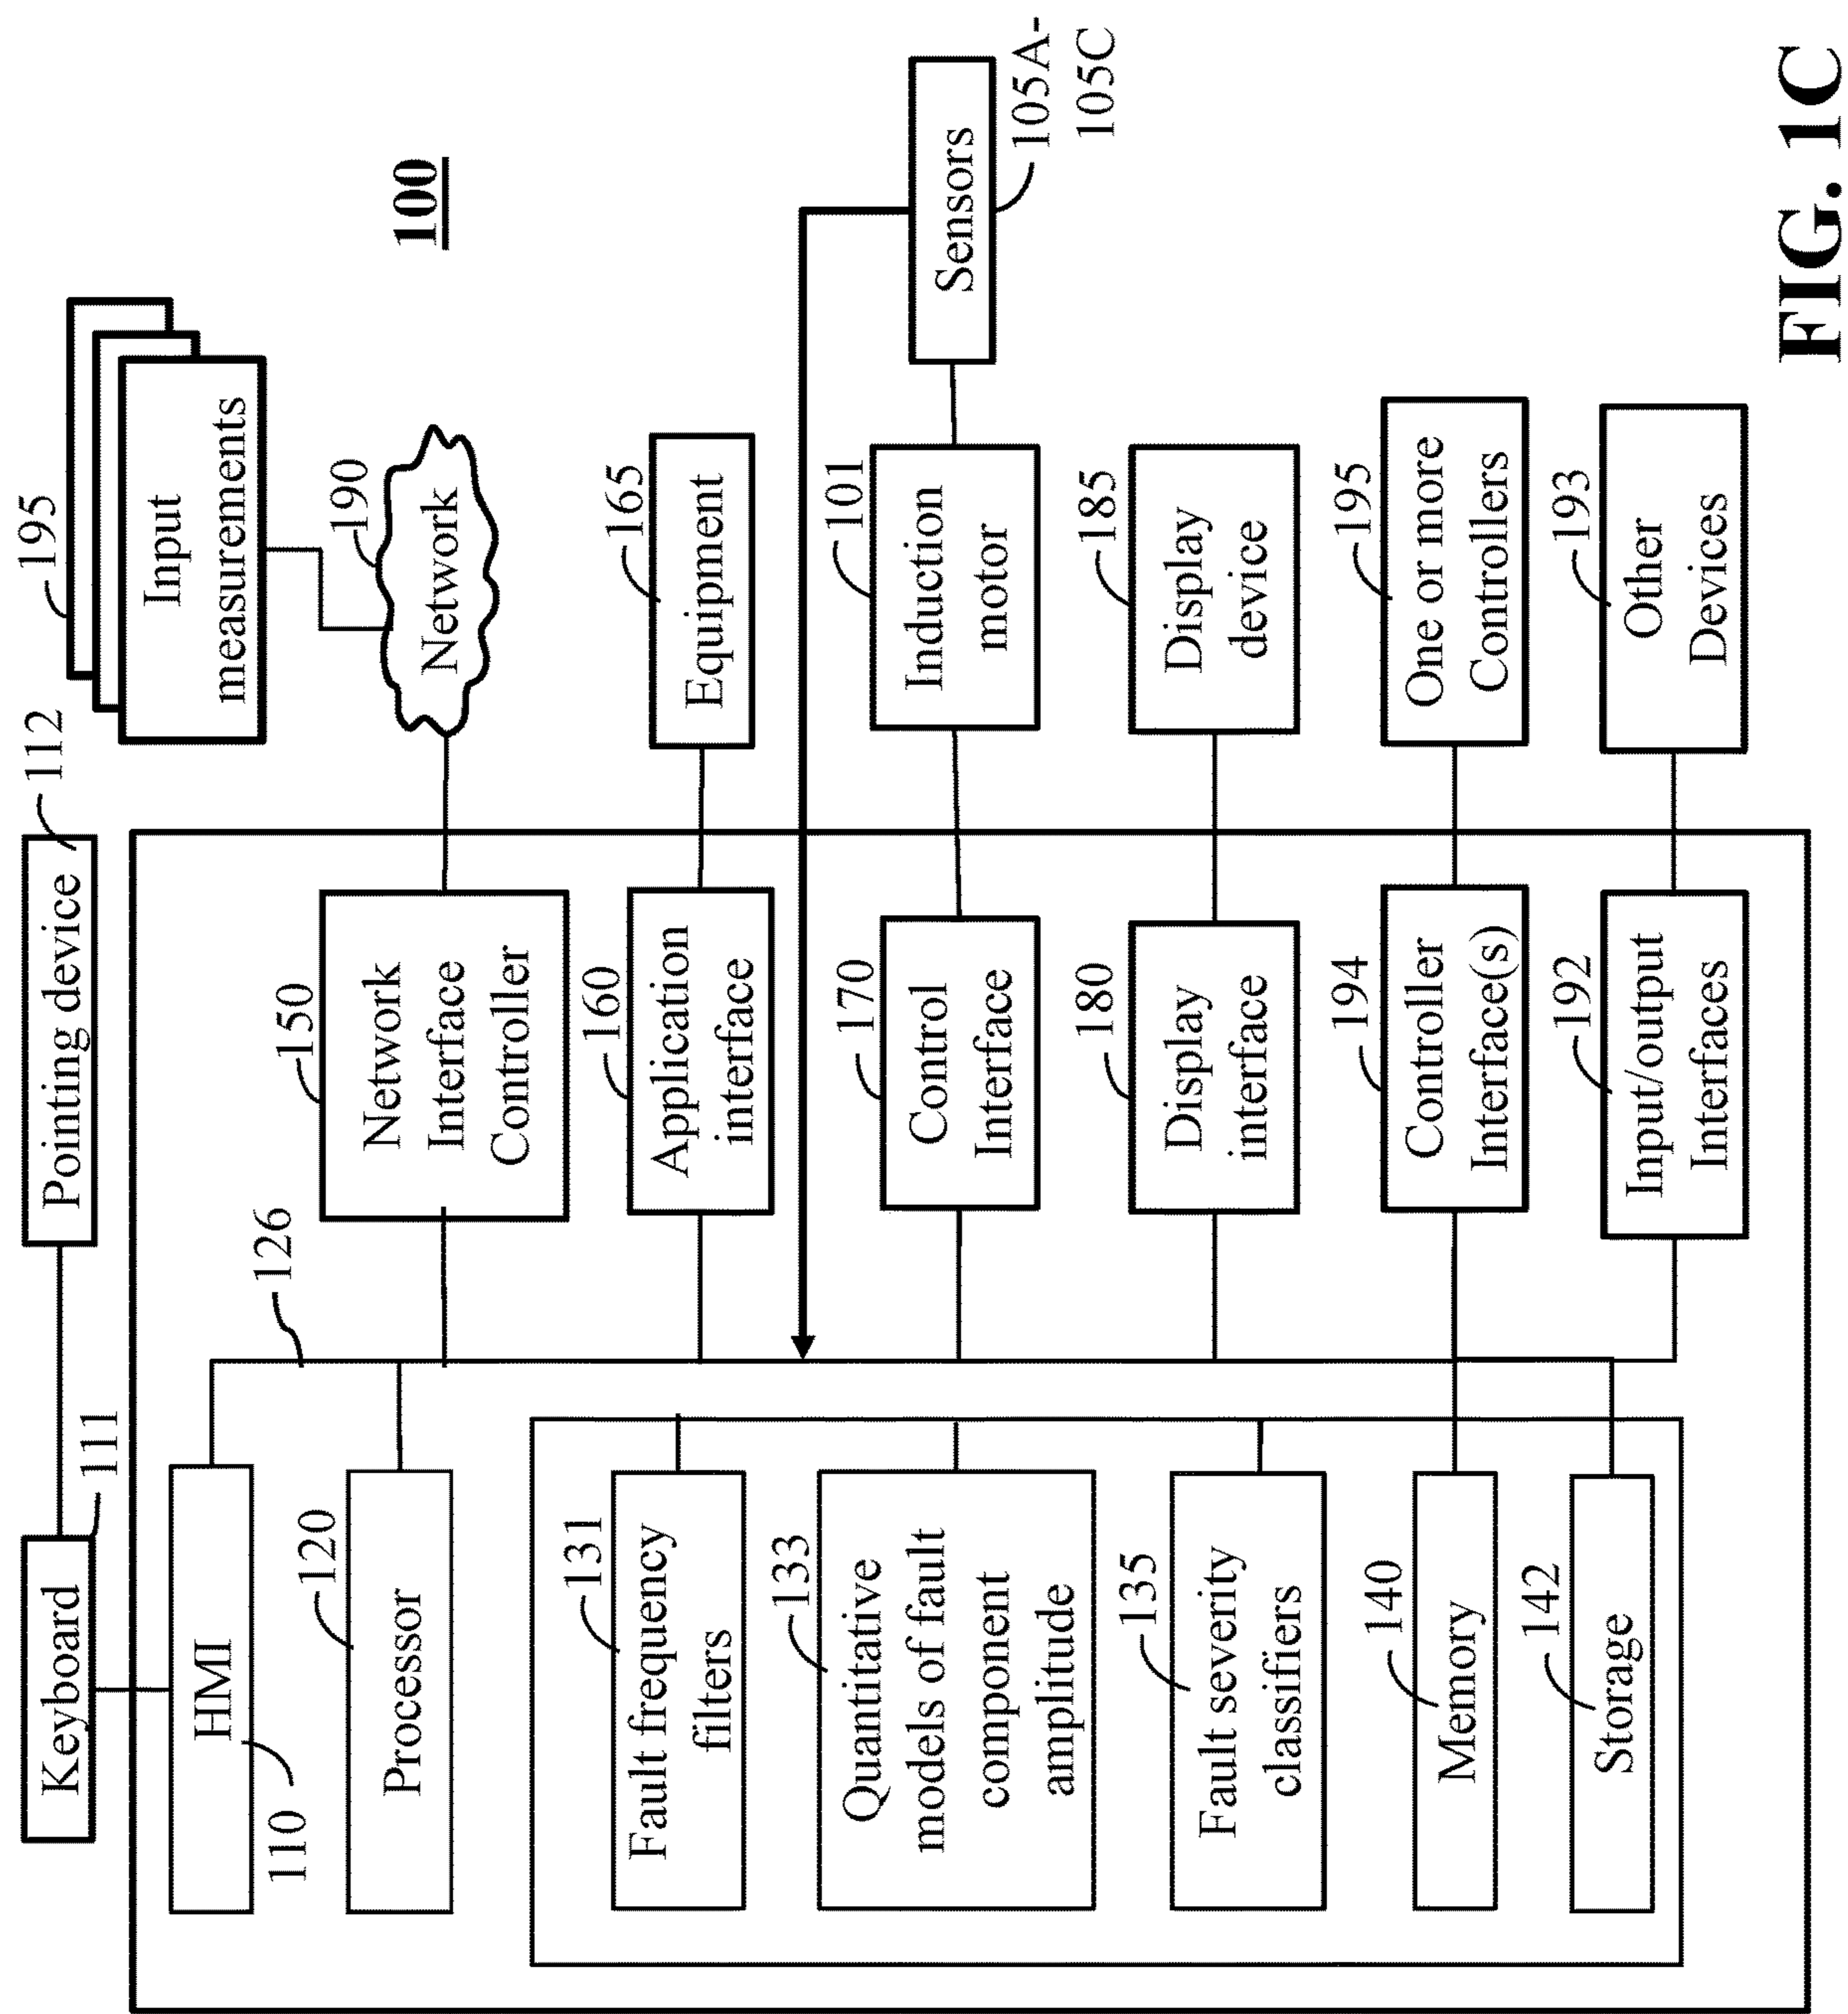 Keyboard
111
Pointing device
112
195
Input
measurements
100
HMI
110
126
150
Network
Interface
Controller
190
Network
120
Processor
160
Application
interface
165
Equipment
131
Fault frequency
filters
133
Quantitative
models of fault
component
amplitude
135
Fault severity
classifiers
140
Memory
142
Storage
170
Control
Interface
101
Induction
motor
Sensors
105A-
105C
180
Display
interface
185
Display
device
194
Controller
Interface(s)
195
One or more
Controllers
192
Input/output
Interfaces
193
Other
Devices
FIG. 1C